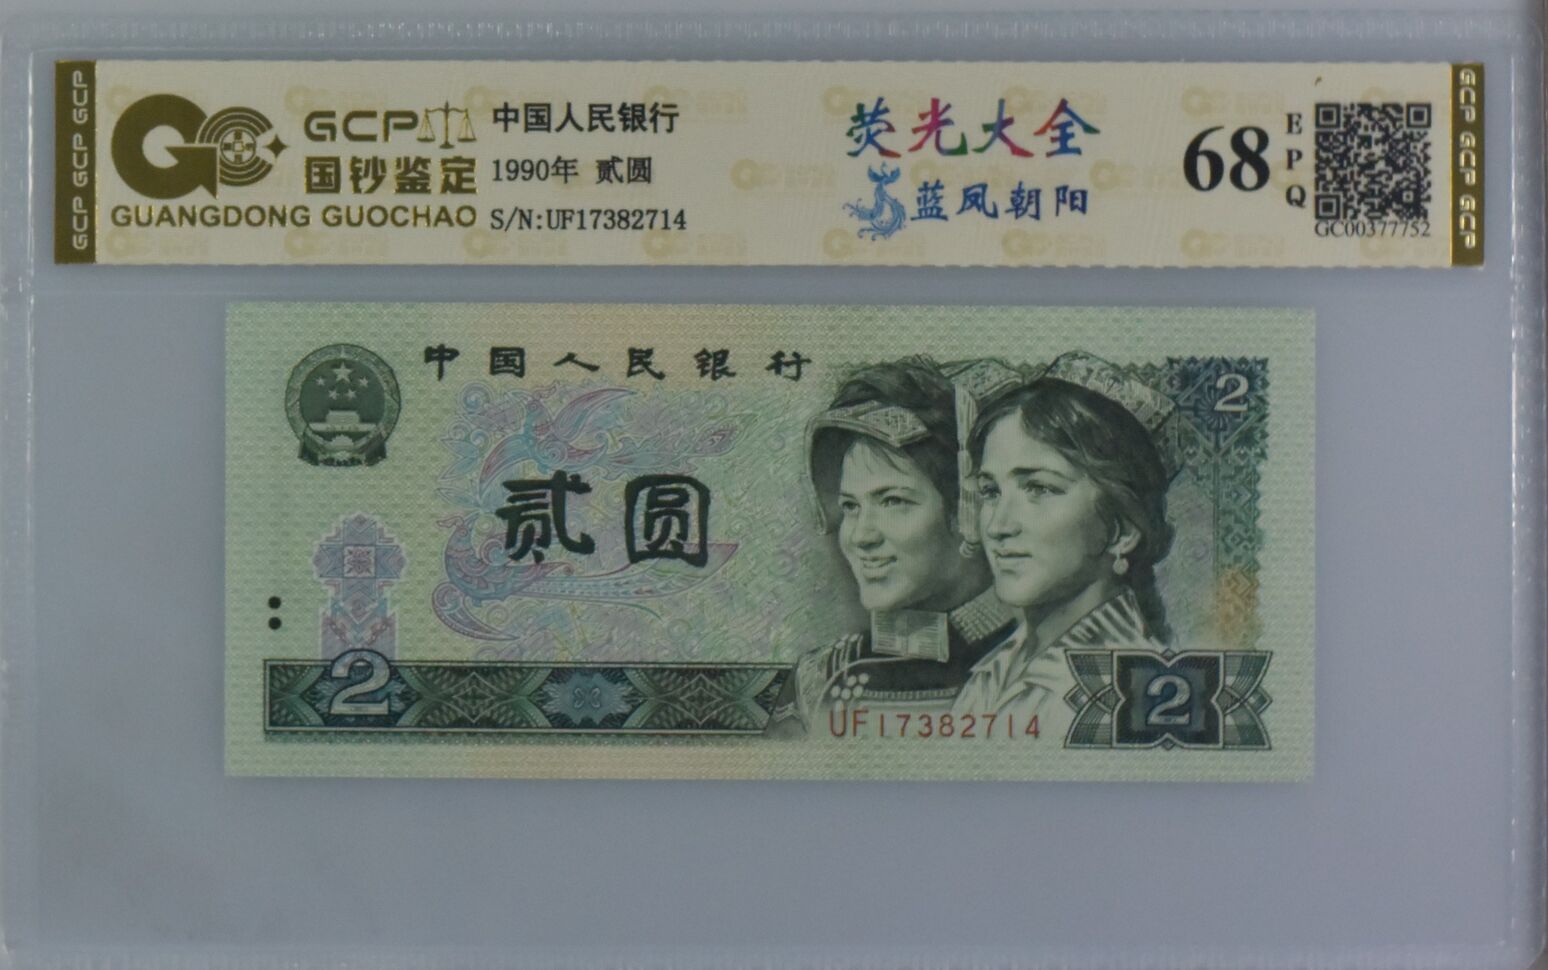 GCP GCP GCP
GCP
国钞鉴定
GUANGDONG GUOCHAO
中国人民银行
1990年 贰圆
S/N:UF17382714
荧光大全
蓝凤朝阳
68
EPQ
GC00377752
GCP GCP GCP
中国人民银行
2
贰圆
2
UF17382714
2